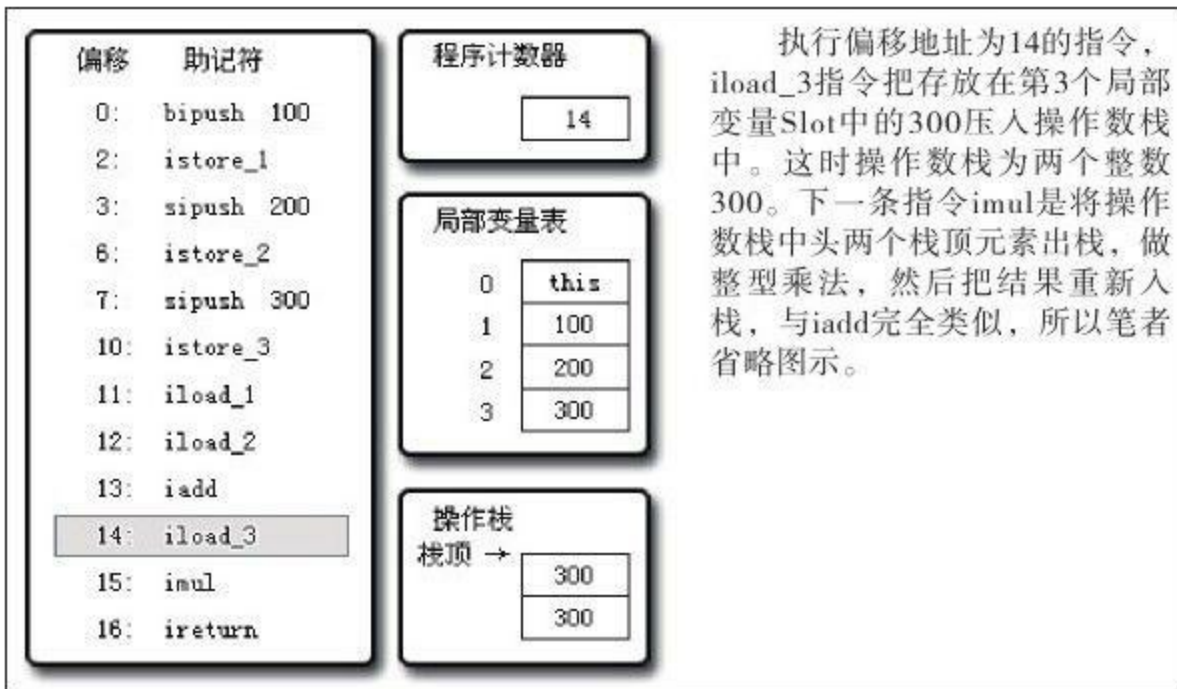 偏移 助记符
0: bipush 100
2: istore_1
3: sipush 200
6: istore_2
7: sipush 300
10: istore_3
11: iload_1
12: iload_2
13: iadd
14: iload_3
15: imul
16: ireturn
程序计数器
14
局部变量表
0 this
1 100
2 200
3 300
操作栈
栈顶 →
300
300
执行偏移地址为14的指令，
iload_3指令把存放在第3个局部
变量Slot中的300压入操作数栈
中。这时操作数栈为两个整数
300。下一条指令imul是将操作
数栈中头两个栈顶元素出栈，做
整型乘法，然后把结果重新入
栈，与iadd完全类似，所以笔者
省略图示。